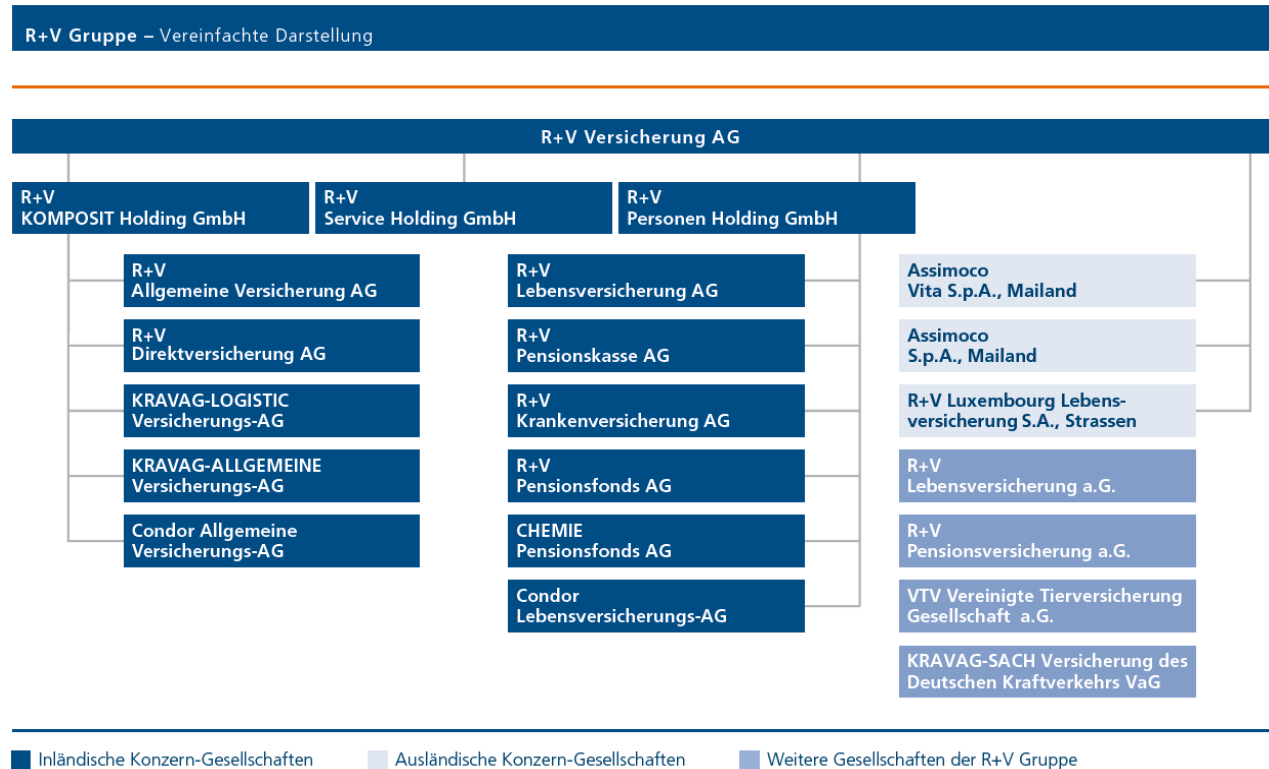 R+V Gruppe – Vereinfachte Darstellung
R+V Versicherung AG
R+V
KOMPOSIT Holding GmbH
R+V
Service Holding GmbH
R+V
Personen Holding GmbH
R+V
Allgemeine Versicherung AG
R+V
Direktversicherung AG
KRAVAG-LOGISTIC
Versicherungs-AG
KRAVAG-ALLGEMEINE
Versicherungs-AG
Condor Allgemeine
Versicherungs-AG
R+V
Lebensversicherung AG
R+V
Pensionskasse AG
R+V
Krankenversicherung AG
R+V
Pensionsfonds AG
CHEMIE
Pensionsfonds AG
Condor
Lebensversicherungs-AG
Assimoco
Vita S.p.A., Mailand
Assimoco
S.p.A., Mailand
R+V Luxembourg Lebens-
versicherung S.A., Strassen
R+V
Lebensversicherung a.G.
R+V
Pensionsversicherung a.G.
VTV Vereinigte Tierversicherung
Gesellschaft a.G.
KRAVAG-SACH Versicherung des
Deutschen Kraftverkehrs VaG
Inländische Konzern-Gesellschaften
Ausländische Konzern-Gesellschaften
Weitere Gesellschaften der R+V Gruppe